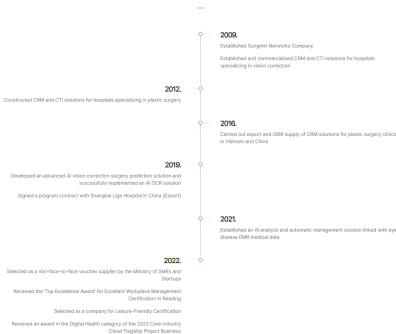 2009.
Established Sungmin Networks Company
Established and commercialized CRM and CTI solutions for hospitals
specializing in vision correction
2012.
Constructed CRM and CTI solutions for hospitals specializing in plastic surgery
2016.
Carried out export and OEM supply of CRM solutions for plastic surgery clinics
in Vietnam and China
2019.
Developed an advanced AI vision correction surgery prediction solution and
successfully implemented an AI OCR solution
Signed a program contract with Shanghai Lige Hospital in China (Export)
2021.
Established an AI analysis and automatic management solution linked with eye
disease EMR medical data
2022.
Selected as a non-face-to-face voucher supplier by the Ministry of SMEs and
Startups
Received the 'Top Excellence Award' for Excellent Workplace Management
Certification in Reading
Selected as a company for Leisure-Friendly Certification
Received an award in the Digital Health category of the 2022 Core Industry
Cloud Flagship Project Business